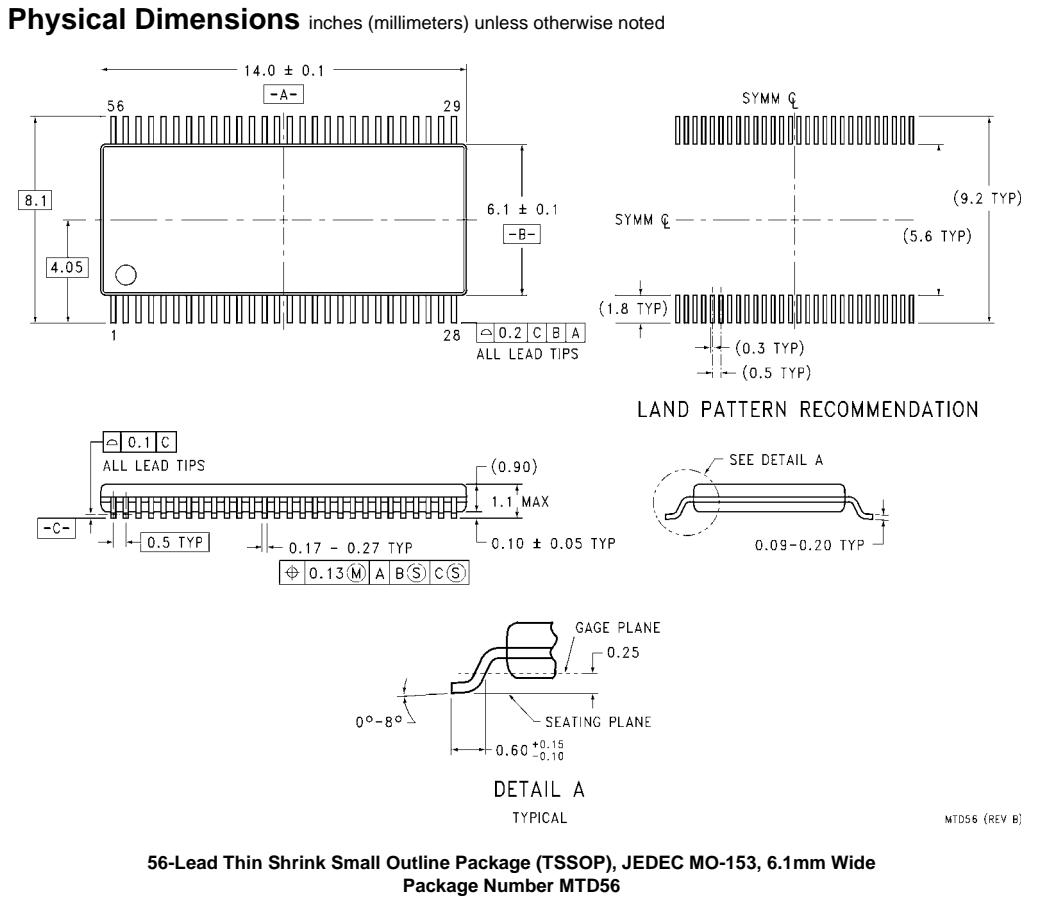 Physical Dimensions inches (millimeters) unless otherwise noted
14.0 ± 0.1
-A-
56
29
8.1
4.05
6.1 ± 0.1
-B-
1
28
⌓ 0.2 C B A
ALL LEAD TIPS
SYMM ℄
SYMM ℄
(9.2 TYP)
(5.6 TYP)
(1.8 TYP)
(0.3 TYP)
(0.5 TYP)
LAND PATTERN RECOMMENDATION
⌓ 0.1 C
ALL LEAD TIPS
(0.90)
1.1 MAX
-C-
0.5 TYP
0.17 - 0.27 TYP
0.10 ± 0.05 TYP
⌖ 0.13Ⓜ A BⓈ CⓈ
SEE DETAIL A
0.09-0.20 TYP
GAGE PLANE
0.25
0°-8°
SEATING PLANE
0.60 +0.15 -0.10
DETAIL A
TYPICAL
MTD56 (REV B)
56-Lead Thin Shrink Small Outline Package (TSSOP), JEDEC MO-153, 6.1mm Wide
Package Number MTD56